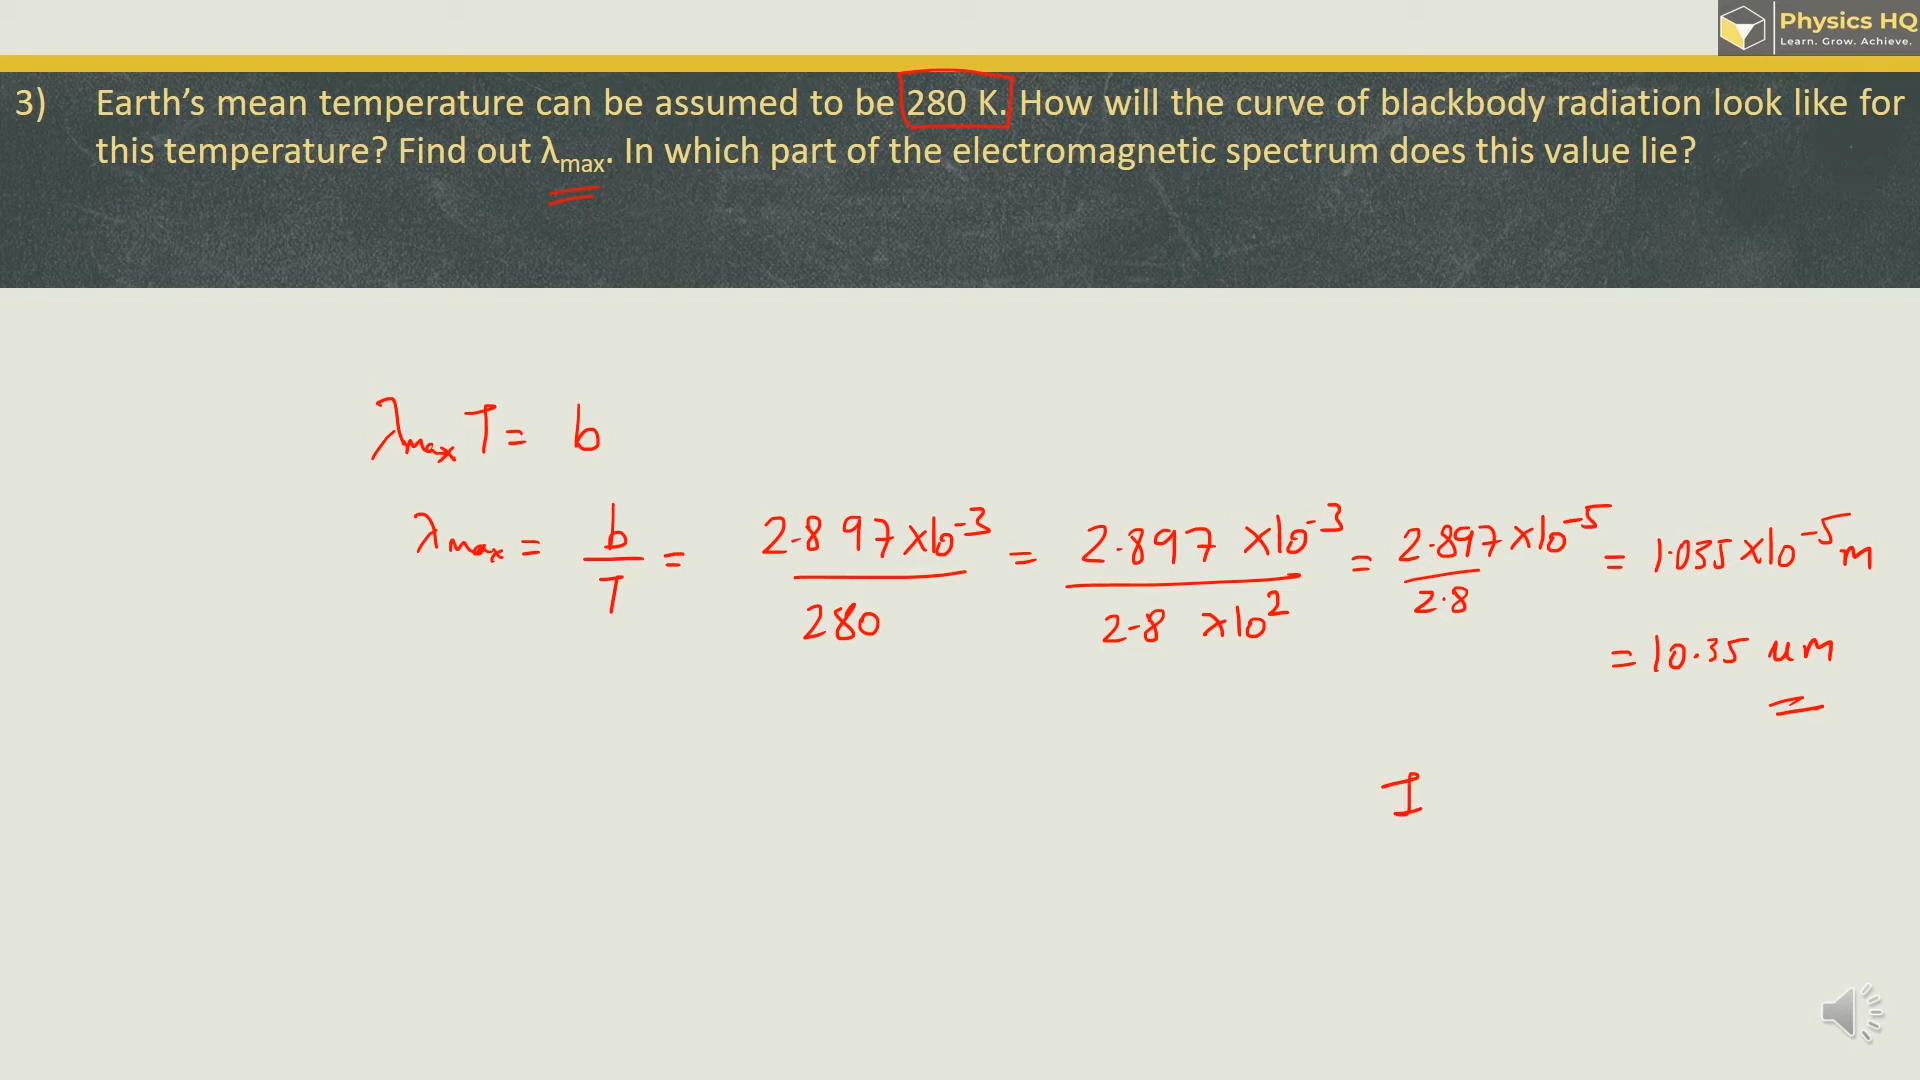 Physics HQ
Learn. Grow. Achieve.
3) Earth’s mean temperature can be assumed to be 280 K. How will the curve of blackbody radiation look like for
this temperature? Find out λmax. In which part of the electromagnetic spectrum does this value lie?
λmax T = b
λmax = b/T = 2.897 x10^-3 / 280 = 2.897 x10^-3 / 2.8 x10^2 = 2.897 x10^-5 / 2.8 = 1.035 x10^-5 m
= 10.35 um
I